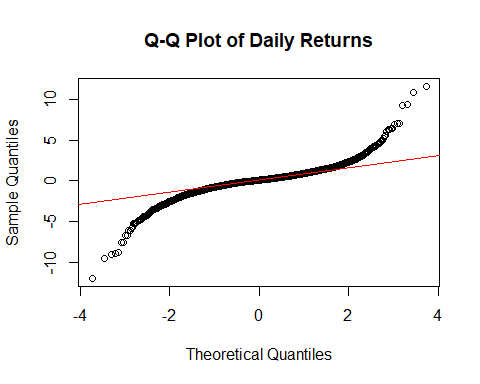 Q-Q Plot of Daily Returns
Sample Quantiles
10
5
0
-5
-10
-4 -2 0 2 4
Theoretical Quantiles